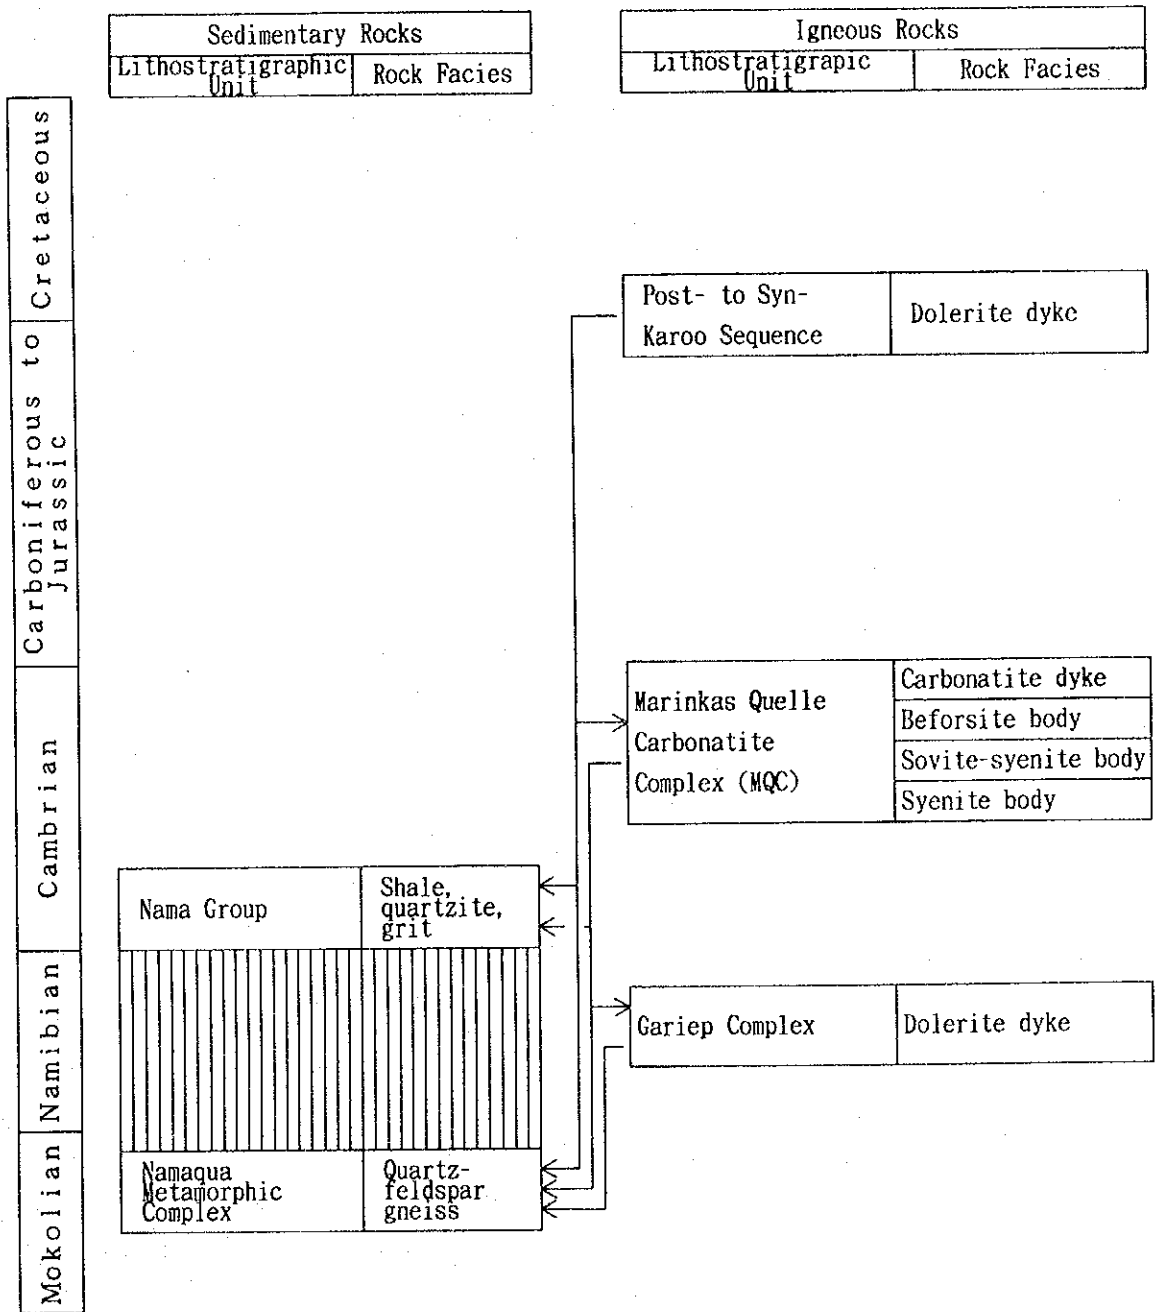 Sedimentary Rocks
Lithostratigraphic
Unit
Rock Facies
Igneous Rocks
Lithostratigrapic
Unit
Rock Facies
Cretaceous
Carboniferous to
Jurassic
Cambrian
Namibian
Mokolian
Post- to Syn-
Karoo Sequence
Dolerite dyke
Marinkas Quelle
Carbonatite
Complex (MQC)
Carbonatite dyke
Beforsite body
Sovite-syenite body
Syenite body
Nama Group
Shale,
quartzite,
grit
Gariep Complex
Dolerite dyke
Namaqua
Metamorphic
Complex
Quartz-
feldspar
gneiss